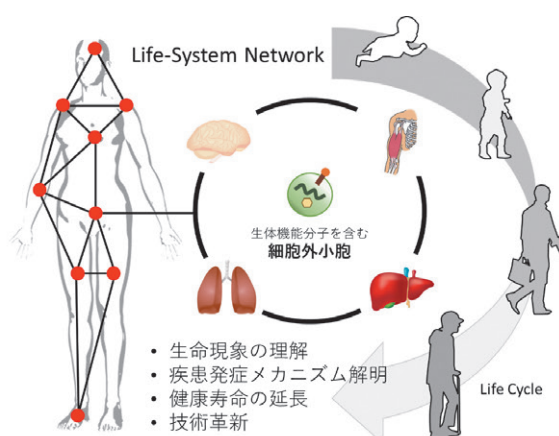 Life-System Network
生体機能分子を含む
細胞外小胞
• 生命現象の理解
• 疾患発症メカニズム解明
• 健康寿命の延長
• 技術革新
Life Cycle